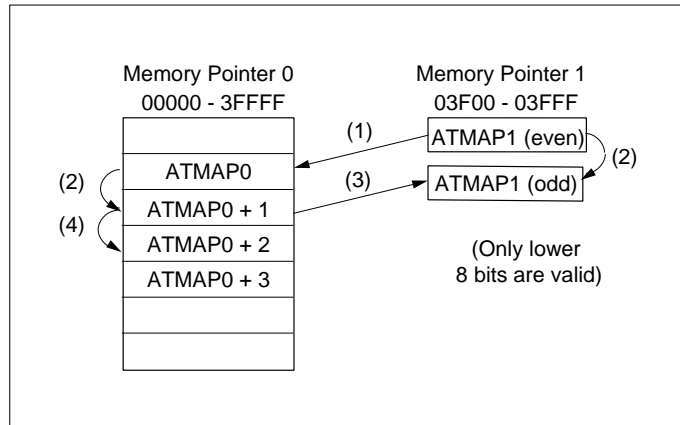 Memory Pointer 0
00000 - 3FFFF
Memory Pointer 1
03F00 - 03FFF
(1)
ATMAP1 (even)
(2)
ATMAP0
(2)
(3)
ATMAP1 (odd)
ATMAP0 + 1
(4)
ATMAP0 + 2
ATMAP0 + 3
(Only lower
8 bits are valid)